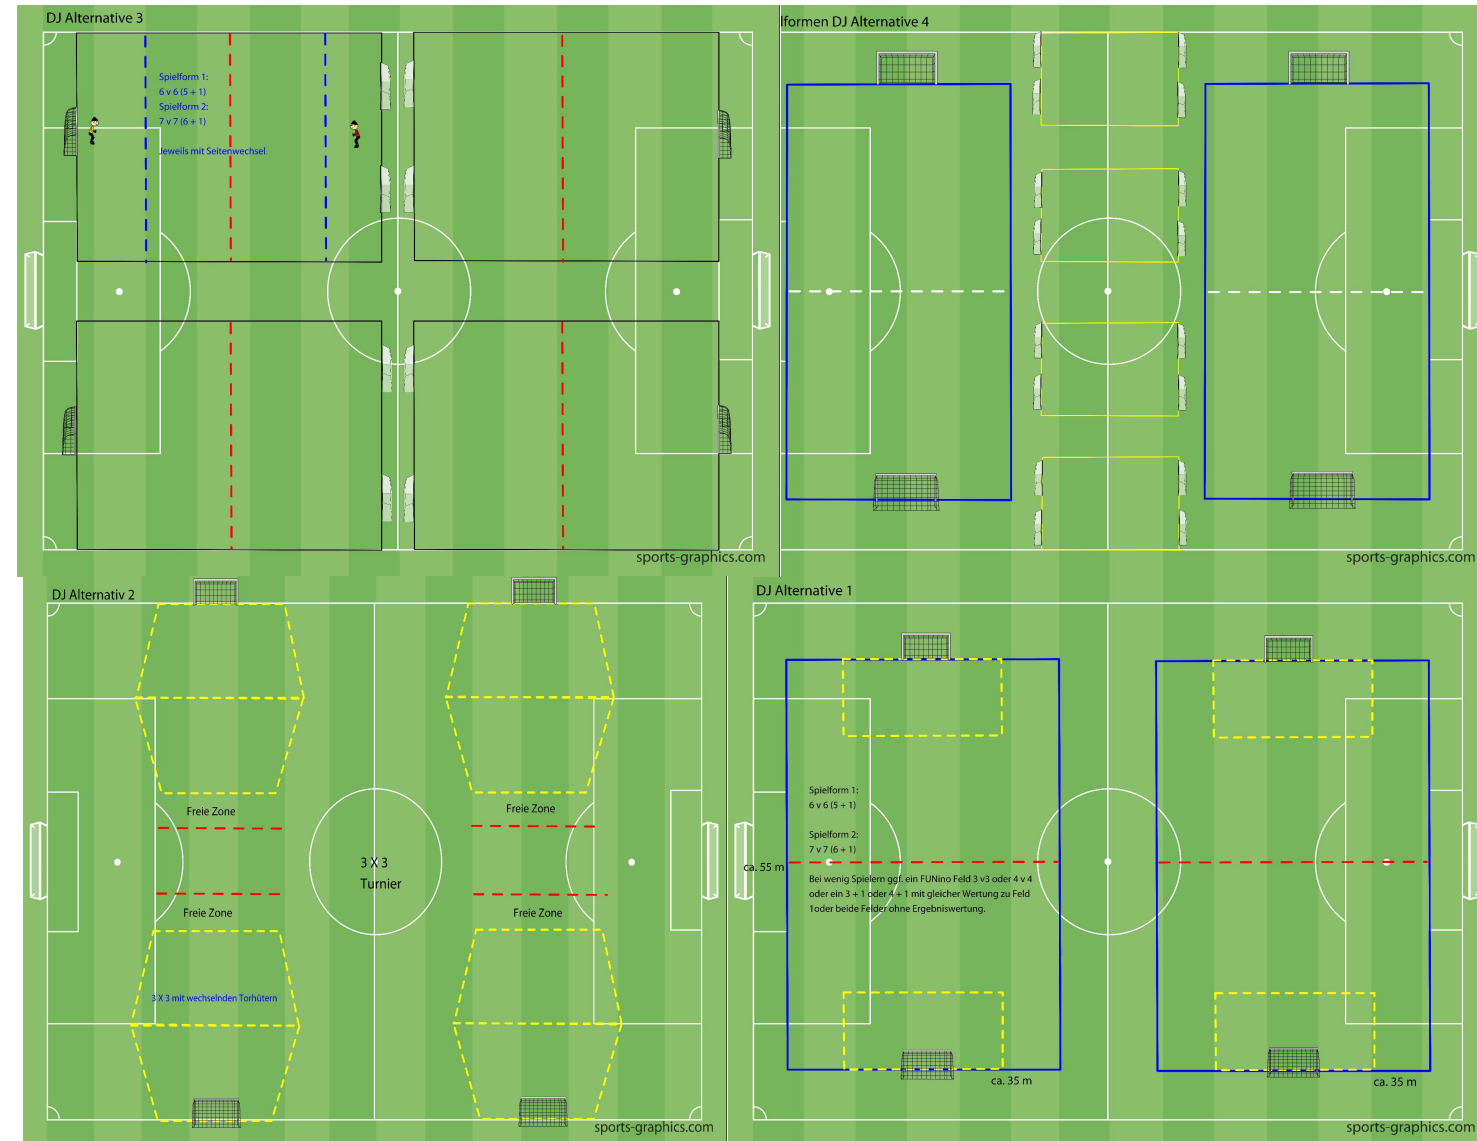 DJ Alternative 3
Spielform 1:
6 v 6 (5 + 1)
Spielform 2:
7 v 7 (6 + 1)
Jeweils mit Seitenwechsel
sports-graphics.com
lformen DJ Alternative 4
sports-graphics.com
DJ Alternativ 2
Freie Zone
Freie Zone
3 X 3
Turnier
Freie Zone
Freie Zone
3 X 3 mit wechselnden Torhütern
sports-graphics.com
DJ Alternative 1
Spielform 1:
6 v 6 (5 + 1)
Spielform 2:
7 v 7 (6 + 1)
ca. 55 m
Bei wenig Spielern ggf. ein FUNino Feld 3 v3 oder 4 v 4
oder ein 3 + 1 oder 4 + 1 mit gleicher Wertung zu Feld
1oder beide Felder ohne Ergebniswertung.
ca. 35 m
ca. 35 m
sports-graphics.com